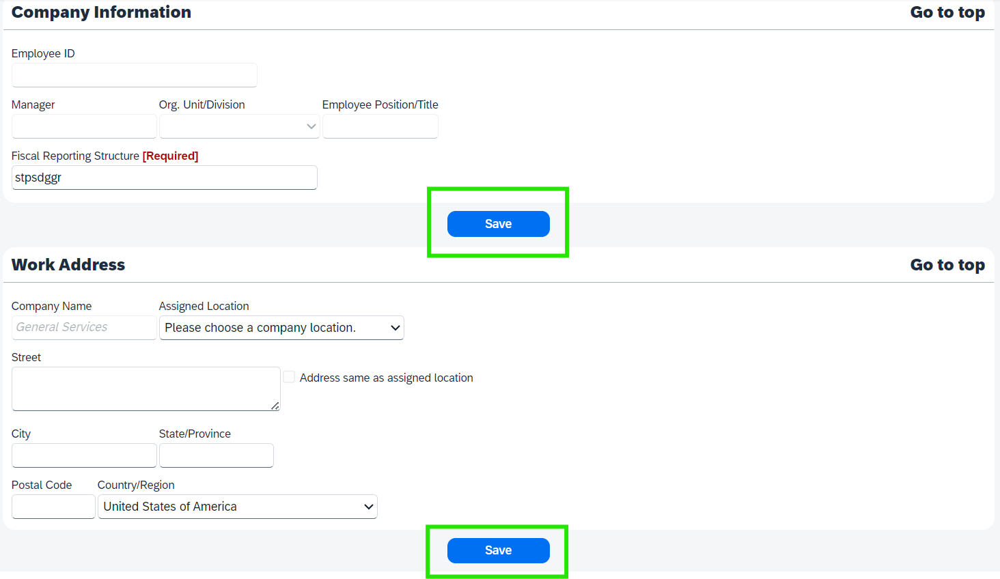 Company Information Go to top
Employee ID
Manager Org. Unit/Division Employee Position/Title
Fiscal Reporting Structure [Required]
stpsdggr
Save
Work Address Go to top
Company Name Assigned Location
General Services Please choose a company location.
Street
Address same as assigned location
City State/Province
Postal Code Country/Region
United States of America
Save